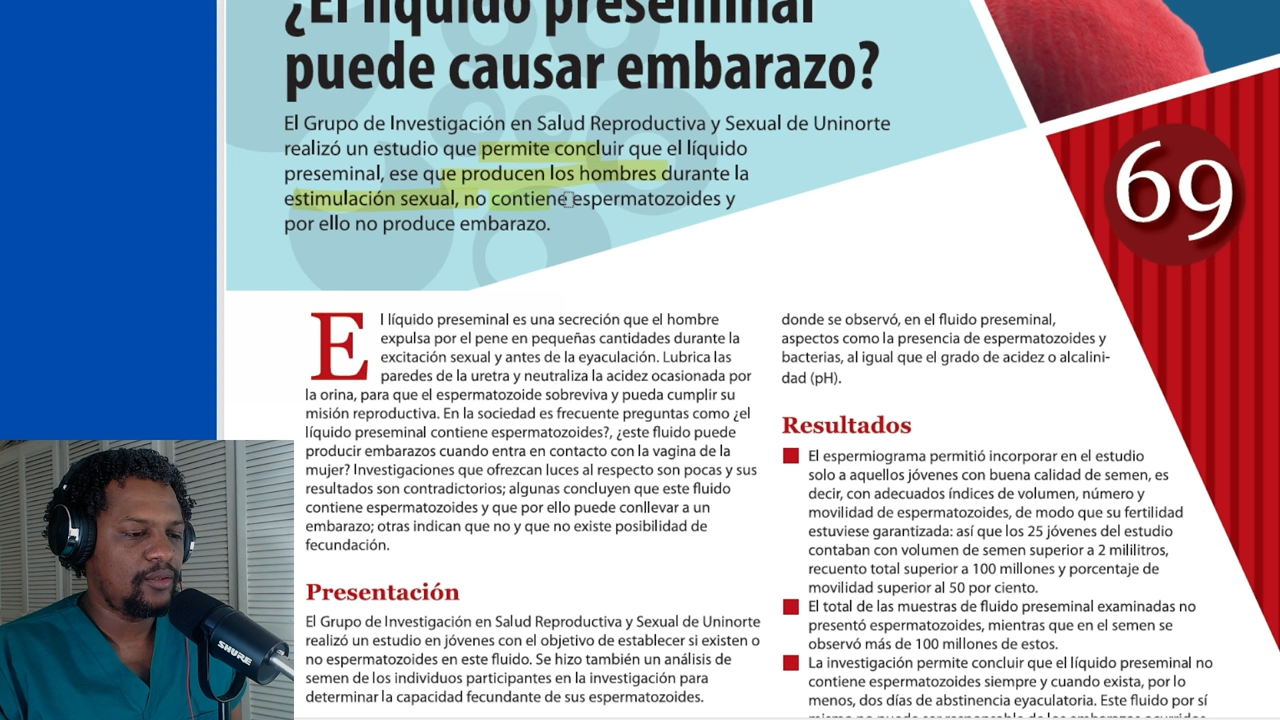 ¿El líquido preseminal
puede causar embarazo?
El Grupo de Investigación en Salud Reproductiva y Sexual de Uninorte
realizó un estudio que permite concluir que el líquido
preseminal, ese que producen los hombres durante la
estimulación sexual, no contiene espermatozoides y
por ello no produce embarazo.
69
El líquido preseminal es una secreción que el hombre
expulsa por el pene en pequeñas cantidades durante la
excitación sexual y antes de la eyaculación. Lubrica las
paredes de la uretra y neutraliza la acidez ocasionada por
la orina, para que el espermatozoide sobreviva y pueda cumplir su
misión reproductiva. En la sociedad es frecuente preguntas como ¿el
líquido preseminal contiene espermatozoides?, ¿este fluido puede
producir embarazos cuando entra en contacto con la vagina de la
mujer? Investigaciones que ofrezcan luces al respecto son pocas y sus
resultados son contradictorios; algunas concluyen que este fluido
contiene espermatozoides y que por ello puede conllevar a un
embarazo; otras indican que no y que no existe posibilidad de
fecundación.
Presentación
El Grupo de Investigación en Salud Reproductiva y Sexual de Uninorte
realizó un estudio en jóvenes con el objetivo de establecer si existen o
no espermatozoides en este fluido. Se hizo también un análisis de
semen de los individuos participantes en la investigación para
determinar la capacidad fecundante de sus espermatozoides.
donde se observó, en el fluido preseminal,
aspectos como la presencia de espermatozoides y
bacterias, al igual que el grado de acidez o alcalini-
dad (pH).
Resultados
El espermiograma permitió incorporar en el estudio
solo a aquellos jóvenes con buena calidad de semen, es
decir, con adecuados índices de volumen, número y
movilidad de espermatozoides, de modo que su fertilidad
estuviese garantizada: así que los 25 jóvenes del estudio
contaban con volumen de semen superior a 2 mililitros,
recuento total superior a 100 millones y porcentaje de
movilidad superior al 50 por ciento.
El total de las muestras de fluido preseminal examinadas no
presentó espermatozoides, mientras que en el semen se
observó más de 100 millones de estos.
La investigación permite concluir que el líquido preseminal no
contiene espermatozoides siempre y cuando exista, por lo
menos, dos días de abstinencia eyaculatoria. Este fluido por sí
mismo no puede ser responsable de los embarazos ocurridos
SHURE